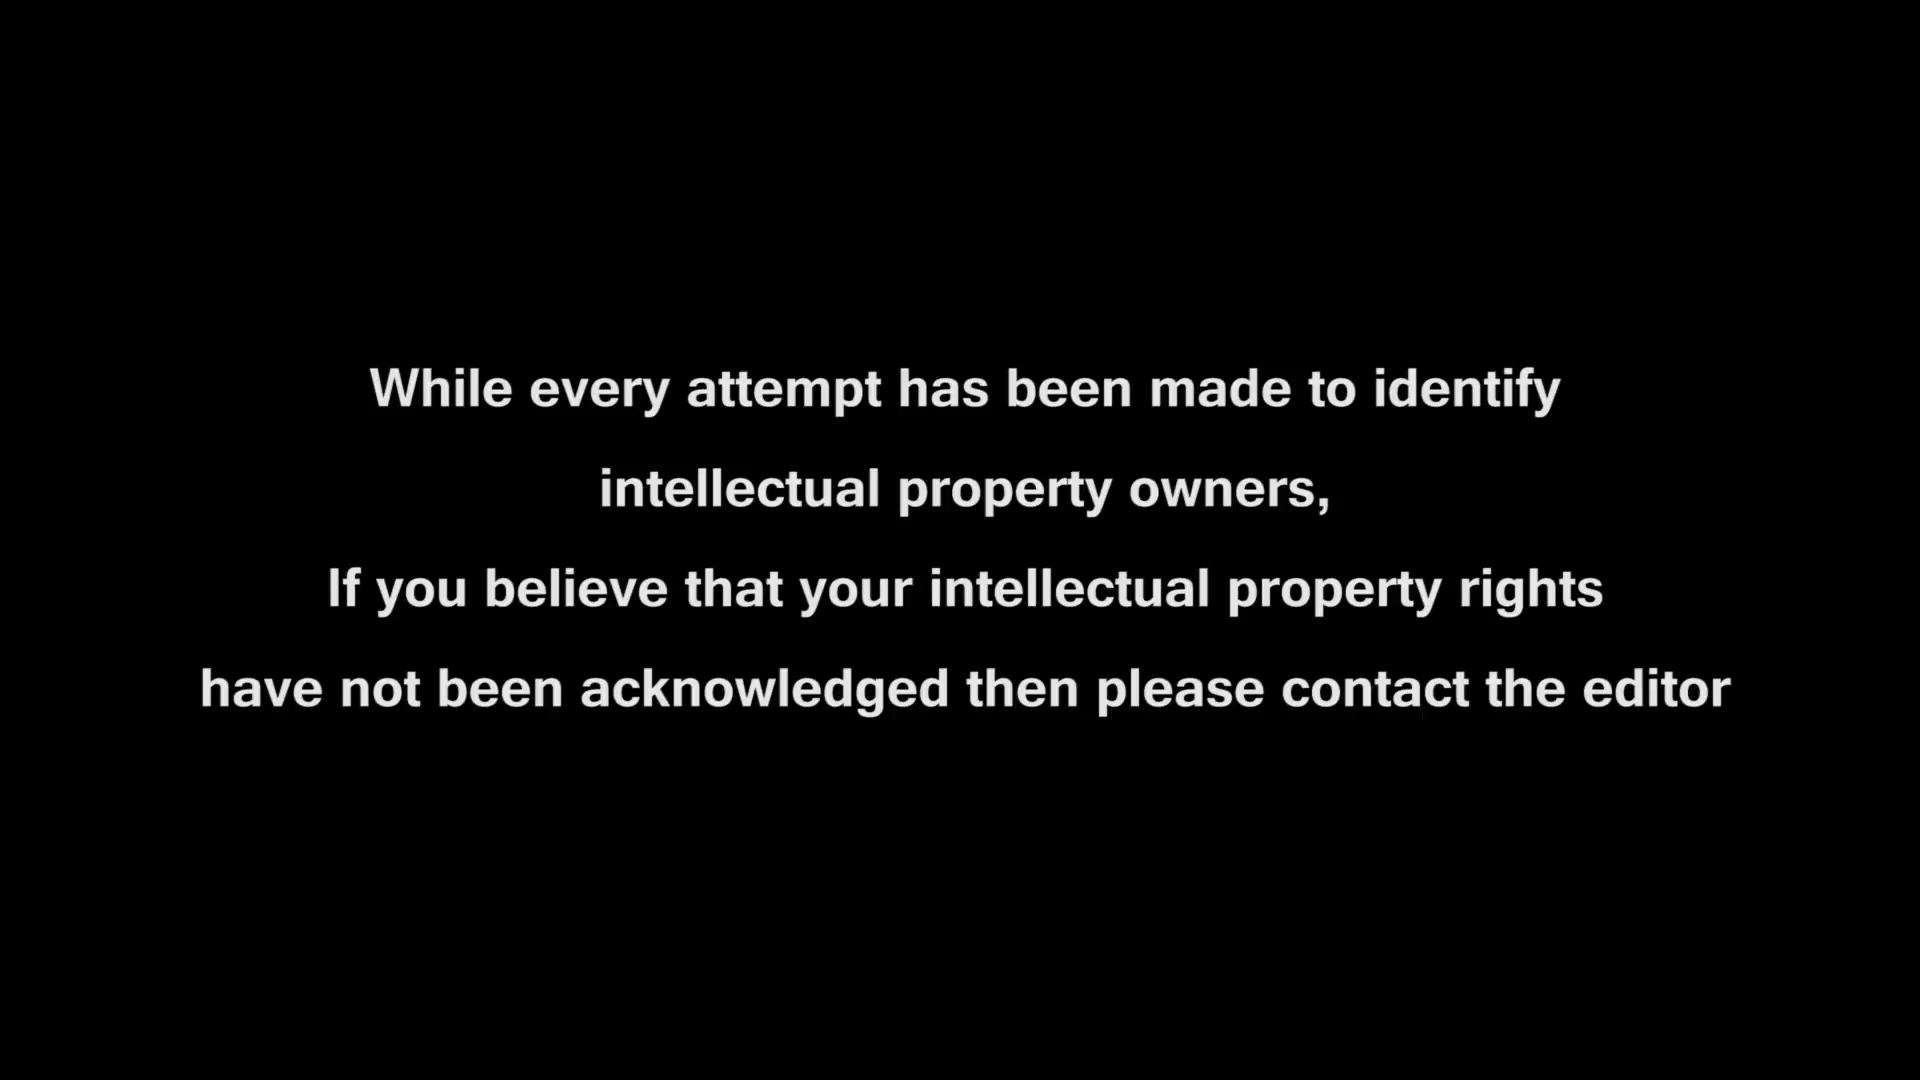 While every attempt has been made to identify
intellectual property owners,
If you believe that your intellectual property rights
have not been acknowledged then please contact the editor